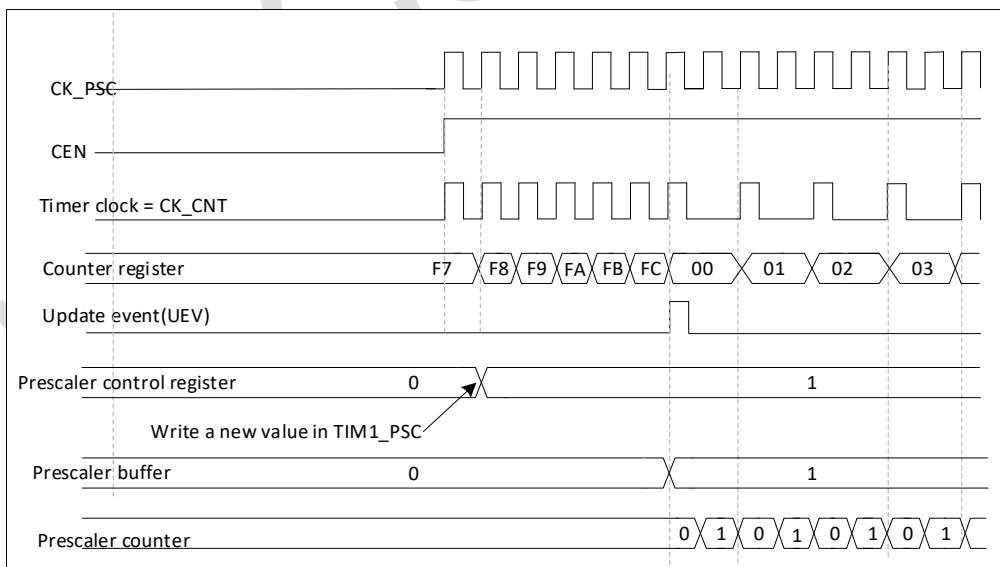 CK_PSC
CEN
Timer clock = CK_CNT
Counter register F7 F8 F9 FA FB FC 00 01 02 03
Update event(UEV)
Prescaler control register 0 1
Write a new value in TIM1_PSC
Prescaler buffer 0 1
Prescaler counter 0 1 0 1 0 1 0 1